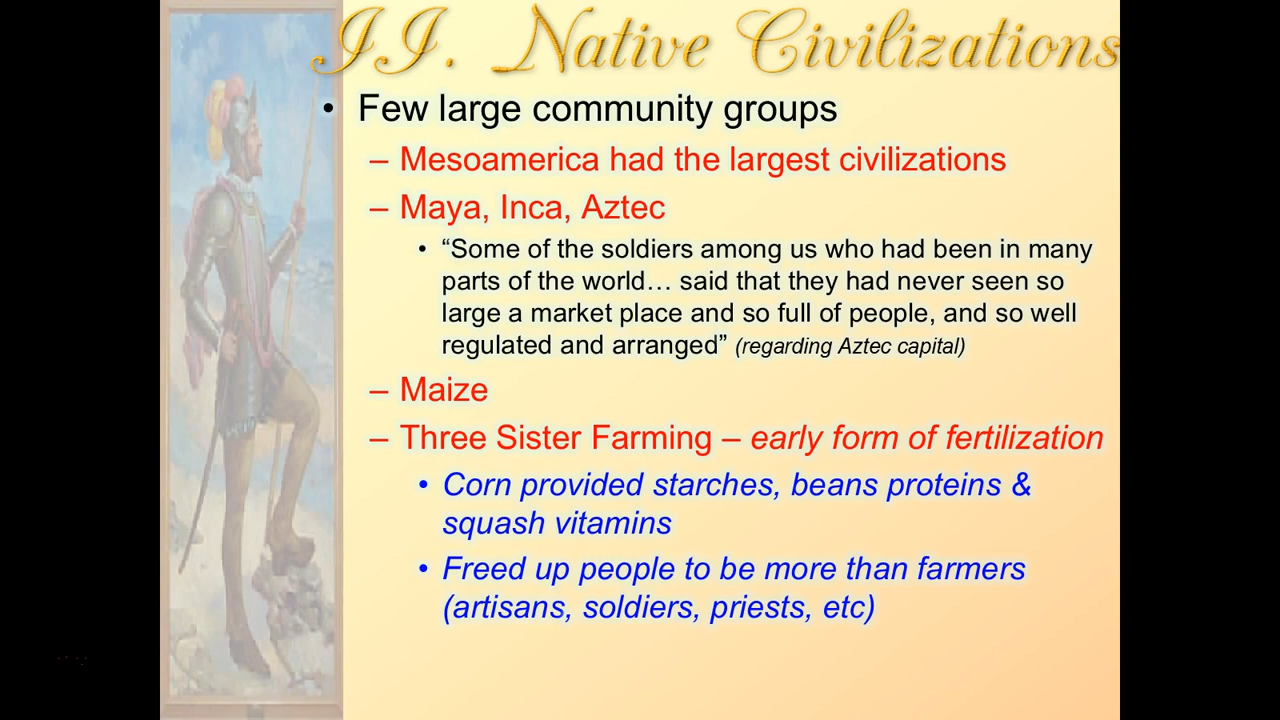 II. Native Civilizations
• Few large community groups
– Mesoamerica had the largest civilizations
– Maya, Inca, Aztec
• “Some of the soldiers among us who had been in many
parts of the world… said that they had never seen so
large a market place and so full of people, and so well
regulated and arranged” (regarding Aztec capital)
– Maize
– Three Sister Farming – early form of fertilization
• Corn provided starches, beans proteins &
squash vitamins
• Freed up people to be more than farmers
(artisans, soldiers, priests, etc)